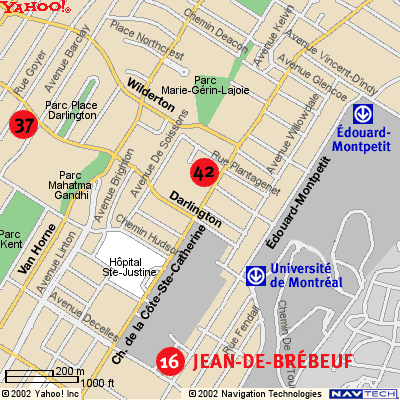 YAHOO!
Place Northcrest
Chemin Deacon
Avenue Kelvin
Avenue Vincent-D'indy
Avenue Glencoe
Rue Goyer
Avenue Barclay
Parc
Marie-Gérin-Lajoie
Wilderton
Parc Place
Darlington
Avenue Willowdale
Édouard-
Montpetit
37
Avenue De Soissons
Avenue Brighton
Rue Plantagenet
42
Parc
Mahatma
Gandhi
Darlington
Édouard-Montpetit
Parc
Kent
Van Horne
Avenue Linton
Chemin Hudson
Hôpital
Ste-Justine
Ch. de la Côte-Ste-Catherine
Université
de Montréal
Avenue Decelles
Rue Fendall
Chemin De
Tou
16 JEAN-DE-BRÉBEUF
200 m
1000 ft
©2002 Yahoo! Inc
©2002 Navigation Technologies
NAVTECH